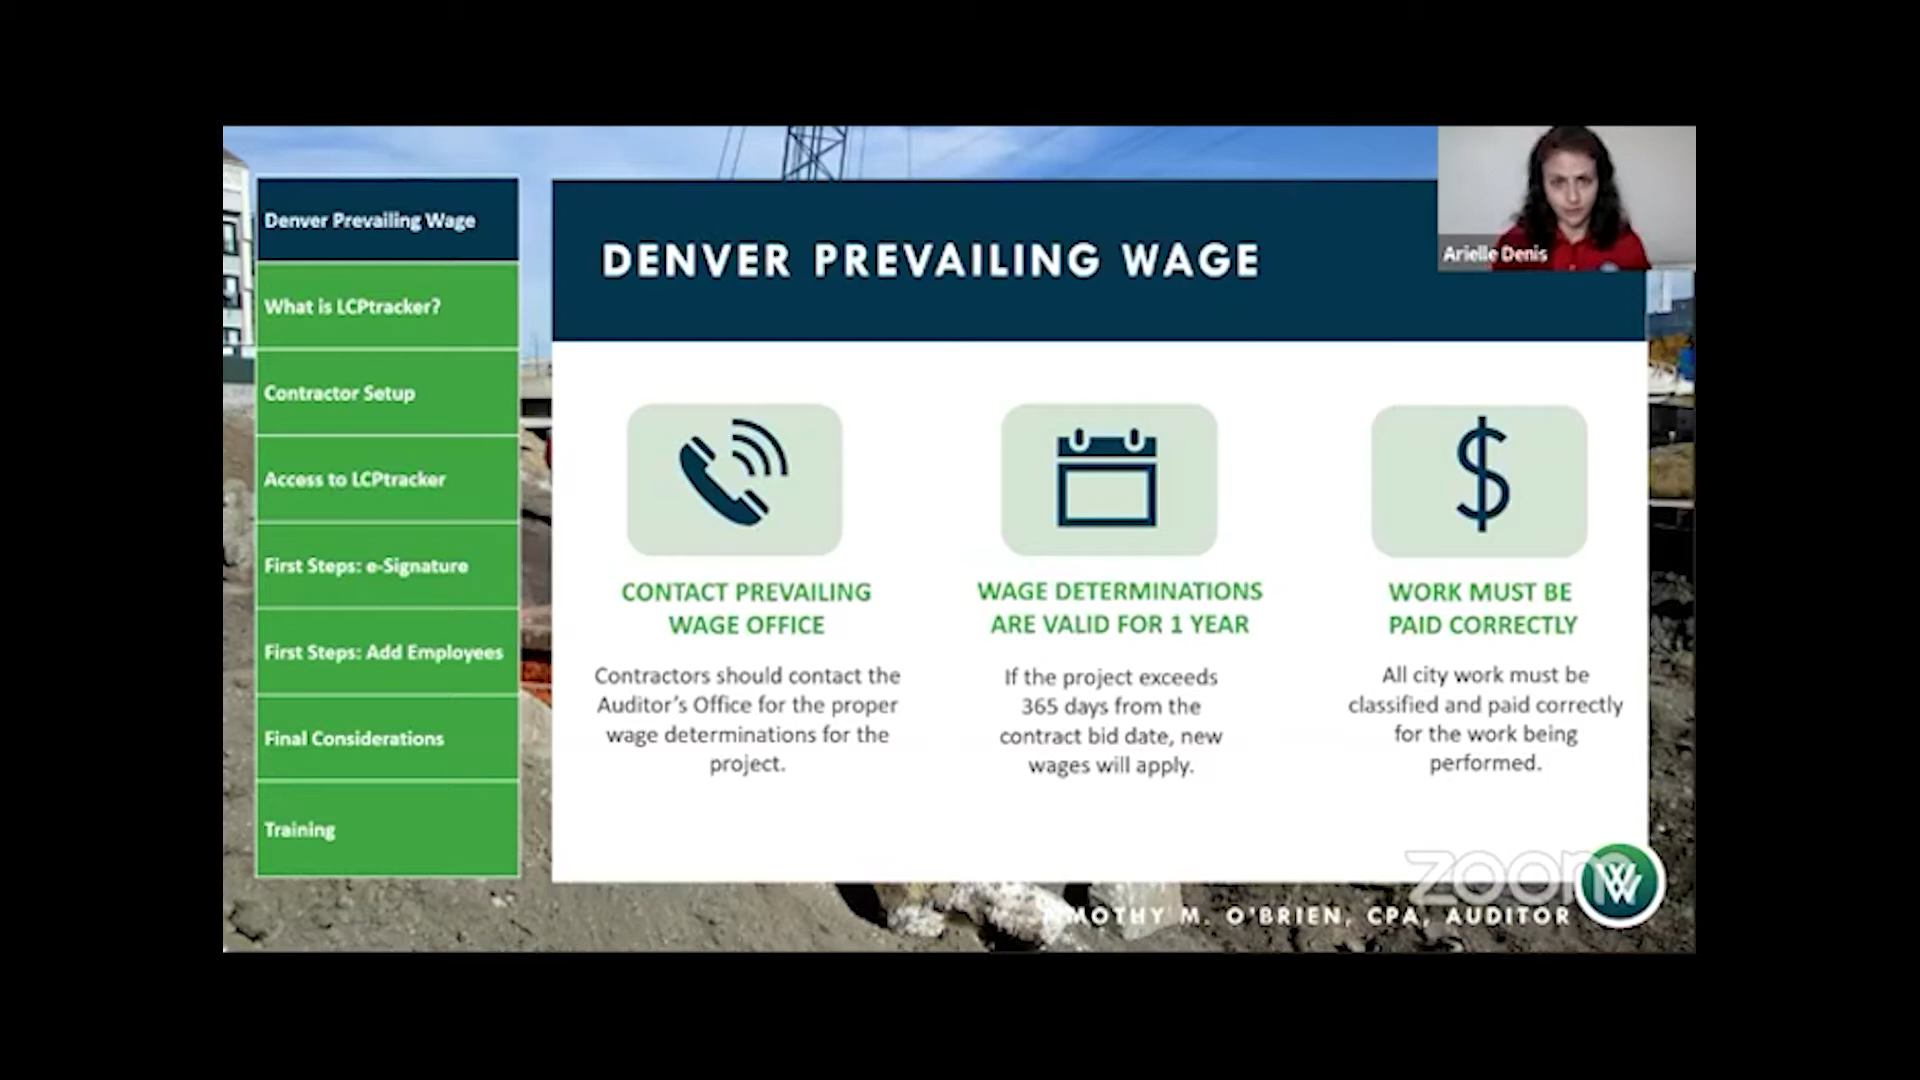 Denver Prevailing Wage
What is LCPtracker?
Contractor Setup
Access to LCPtracker
First Steps: e-Signature
First Steps: Add Employees
Final Considerations
Training
DENVER PREVAILING WAGE
Arielle Denis
CONTACT PREVAILING
WAGE OFFICE
Contractors should contact the
Auditor's Office for the proper
wage determinations for the
project.
WAGE DETERMINATIONS
ARE VALID FOR 1 YEAR
If the project exceeds
365 days from the
contract bid date, new
wages will apply.
WORK MUST BE
PAID CORRECTLY
All city work must be
classified and paid correctly
for the work being
performed.
zoom
M. O'BRIEN, CPA, AUDITOR